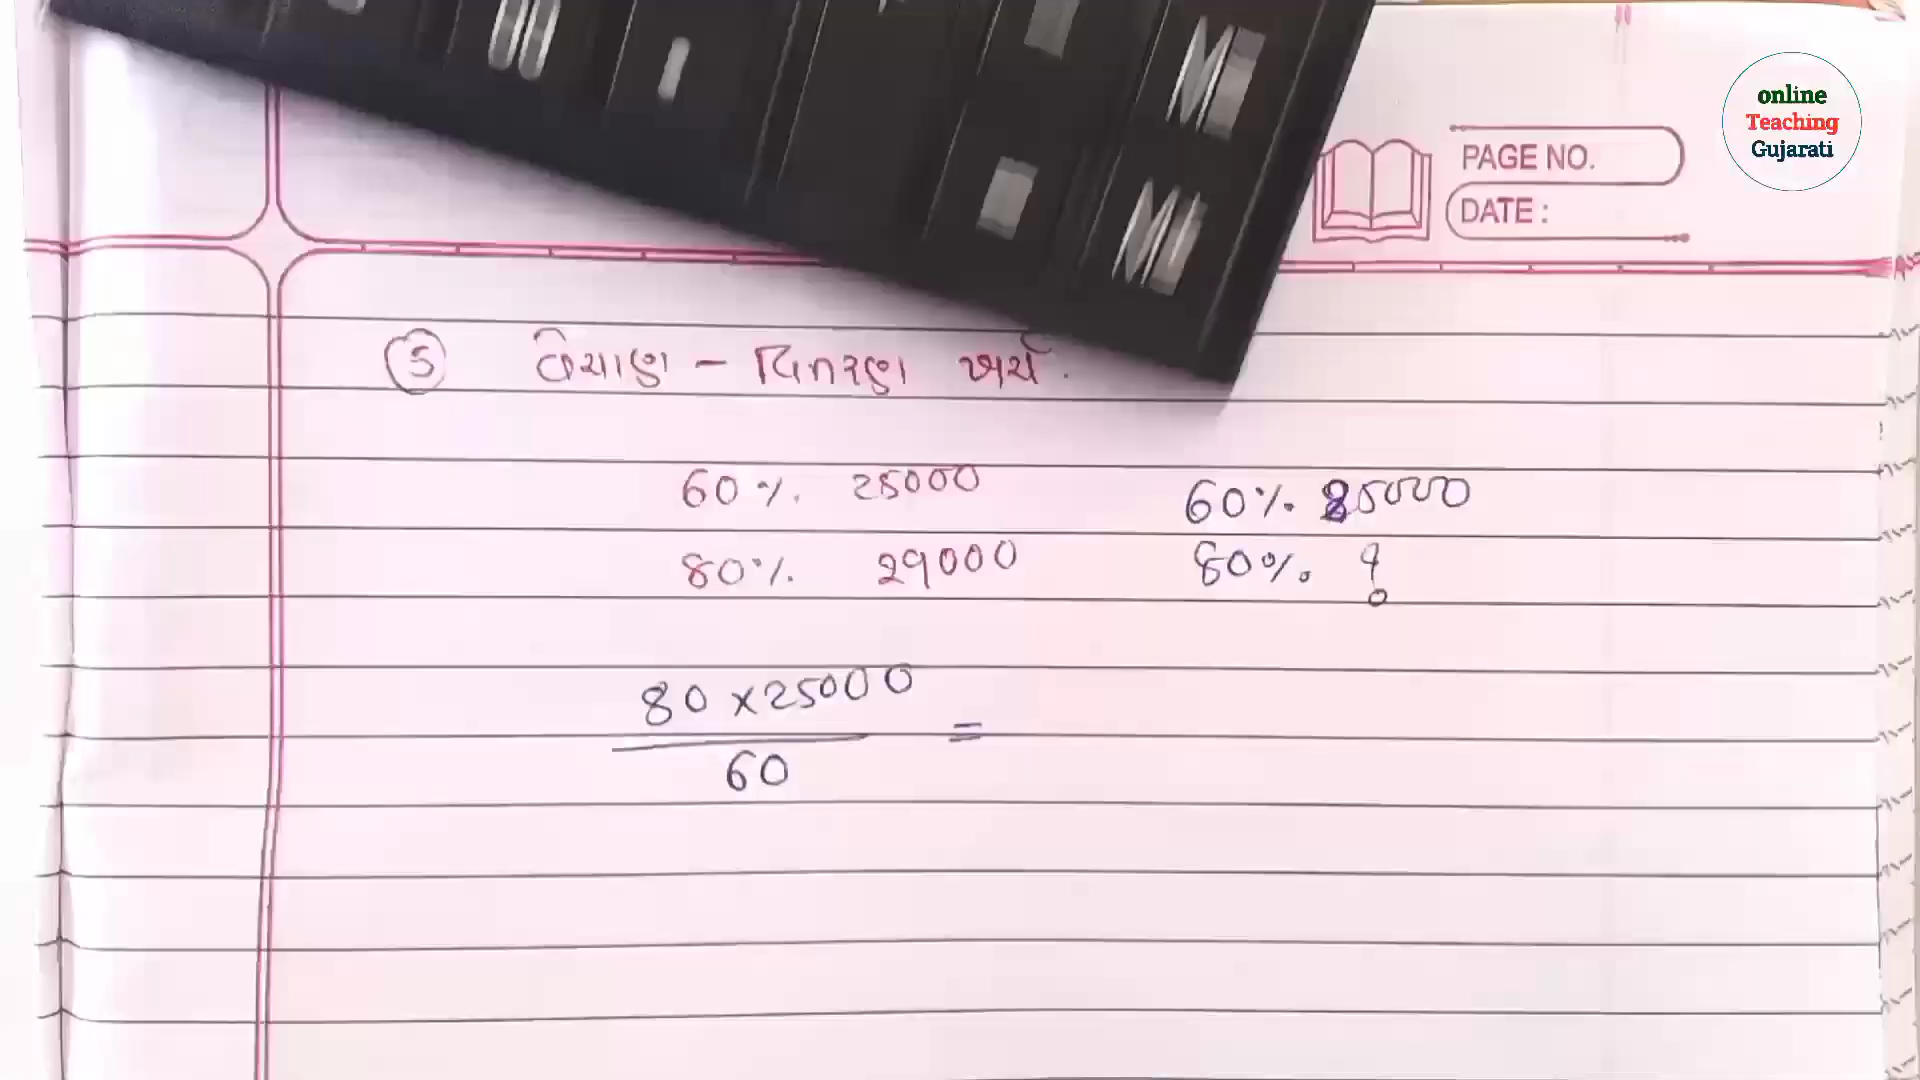 online
Teaching
Gujarati
PAGE NO.
DATE :
5 વેચાણ - વિતરણ ખર્ચ.
60%. 25000 60%. 25000
80%. 29000 80%. ?
80 x 25000
60 =